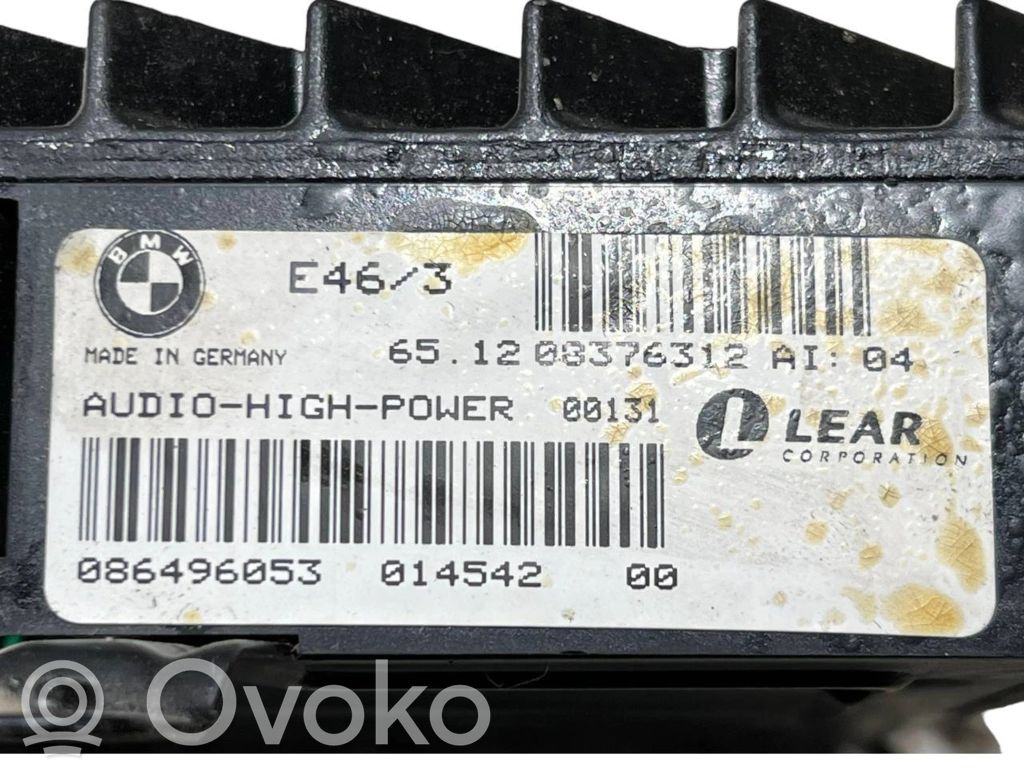 BMW
E46/3
MADE IN GERMANY
65.12 08376312 AI: 04
AUDIO-HIGH-POWER 00131
LEAR
CORPORATION
086496053 014542 00
Ovoko